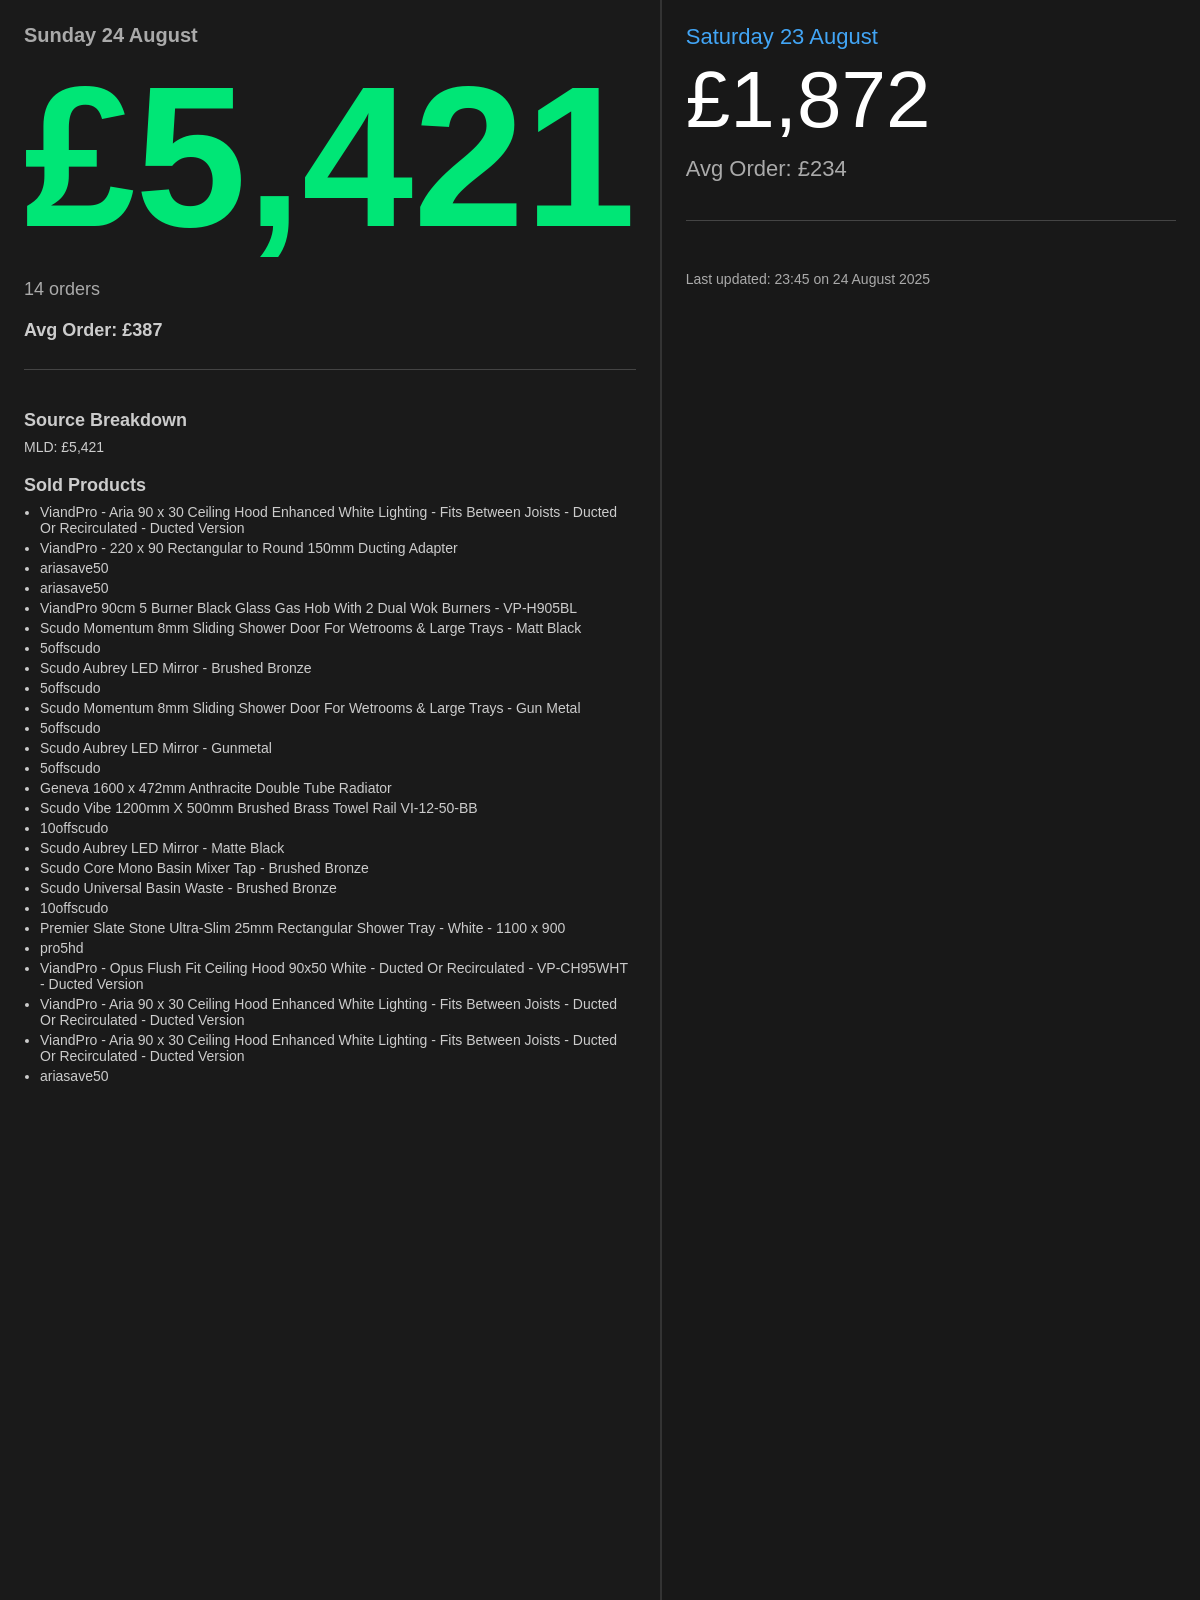 Sunday 24 August
£5,421
14 orders
Avg Order: £387
Source Breakdown
MLD: £5,421
Sold Products
• ViandPro - Aria 90 x 30 Ceiling Hood Enhanced White Lighting - Fits Between Joists - Ducted
Or Recirculated - Ducted Version
• ViandPro - 220 x 90 Rectangular to Round 150mm Ducting Adapter
• ariasave50
• ariasave50
• ViandPro 90cm 5 Burner Black Glass Gas Hob With 2 Dual Wok Burners - VP-H905BL
• Scudo Momentum 8mm Sliding Shower Door For Wetrooms & Large Trays - Matt Black
• 5offscudo
• Scudo Aubrey LED Mirror - Brushed Bronze
• 5offscudo
• Scudo Momentum 8mm Sliding Shower Door For Wetrooms & Large Trays - Gun Metal
• 5offscudo
• Scudo Aubrey LED Mirror - Gunmetal
• 5offscudo
• Geneva 1600 x 472mm Anthracite Double Tube Radiator
• Scudo Vibe 1200mm X 500mm Brushed Brass Towel Rail VI-12-50-BB
• 10offscudo
• Scudo Aubrey LED Mirror - Matte Black
• Scudo Core Mono Basin Mixer Tap - Brushed Bronze
• Scudo Universal Basin Waste - Brushed Bronze
• 10offscudo
• Premier Slate Stone Ultra-Slim 25mm Rectangular Shower Tray - White - 1100 x 900
• pro5hd
• ViandPro - Opus Flush Fit Ceiling Hood 90x50 White - Ducted Or Recirculated - VP-CH95WHT
- Ducted Version
• ViandPro - Aria 90 x 30 Ceiling Hood Enhanced White Lighting - Fits Between Joists - Ducted
Or Recirculated - Ducted Version
• ViandPro - Aria 90 x 30 Ceiling Hood Enhanced White Lighting - Fits Between Joists - Ducted
Or Recirculated - Ducted Version
• ariasave50
Saturday 23 August
£1,872
Avg Order: £234
Last updated: 23:45 on 24 August 2025